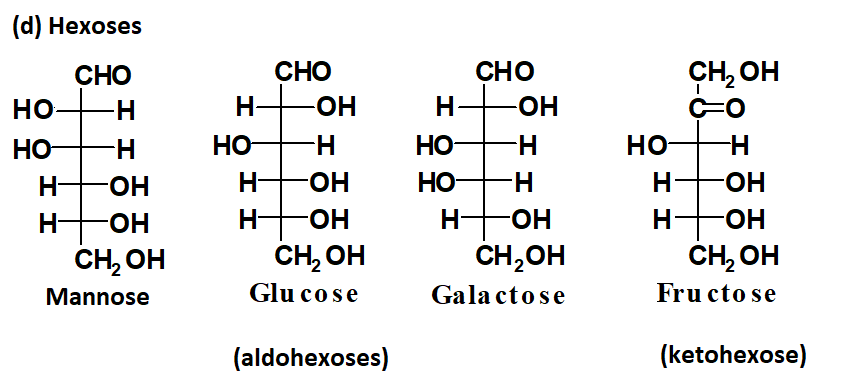 (d) Hexoses
CHO CHO CHO CH₂OH
HO H H OH H OH C=O
HO H HO H HO H HO H
H OH H OH HO H H OH
H OH H OH H OH H OH
CH₂OH CH₂OH CH₂OH CH₂OH
Mannose Glucose Galactose Fructose
(aldohexoses) (ketohexose)